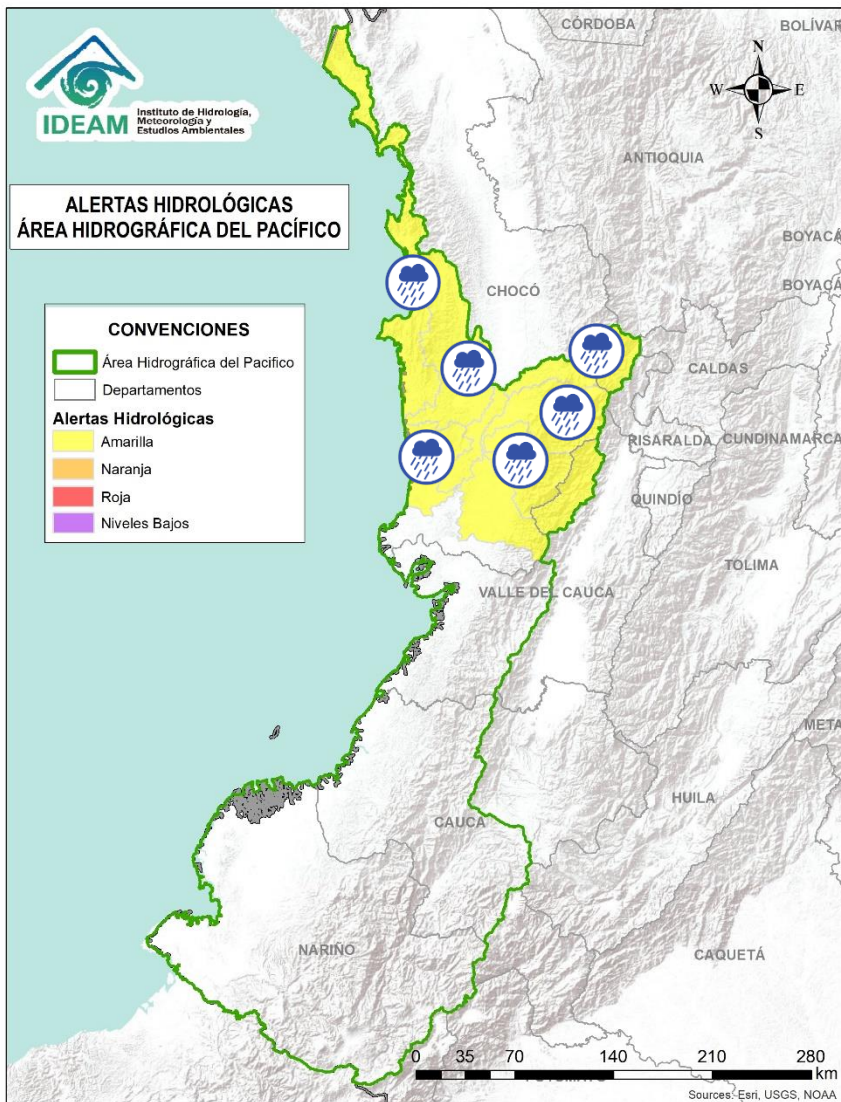 CÓRDOBA
BOLÍVAR
IDEAM
Instituto de Hidrología,
Meteorología y
Estudios Ambientales
N
W
E
S
ANTIOQUIA
ALERTAS HIDROLÓGICAS
ÁREA HIDROGRÁFICA DEL PACÍFICO
BOYACÁ
BOYACÁ
CHOCÓ
CONVENCIONES
Área Hidrográfica del Pacifico
Departamentos
Alertas Hidrológicas
Amarilla
Naranja
Roja
Niveles Bajos
CALDAS
RISARALDA
CUNDINAMARCA
QUINDÍO
TOLIMA
VALLE DEL CAUCA
META
HUILA
CAUCA
NARIÑO
CAQUETÁ
0 35 70 140 210 280
km
Sources: Esri, USGS, NOAA